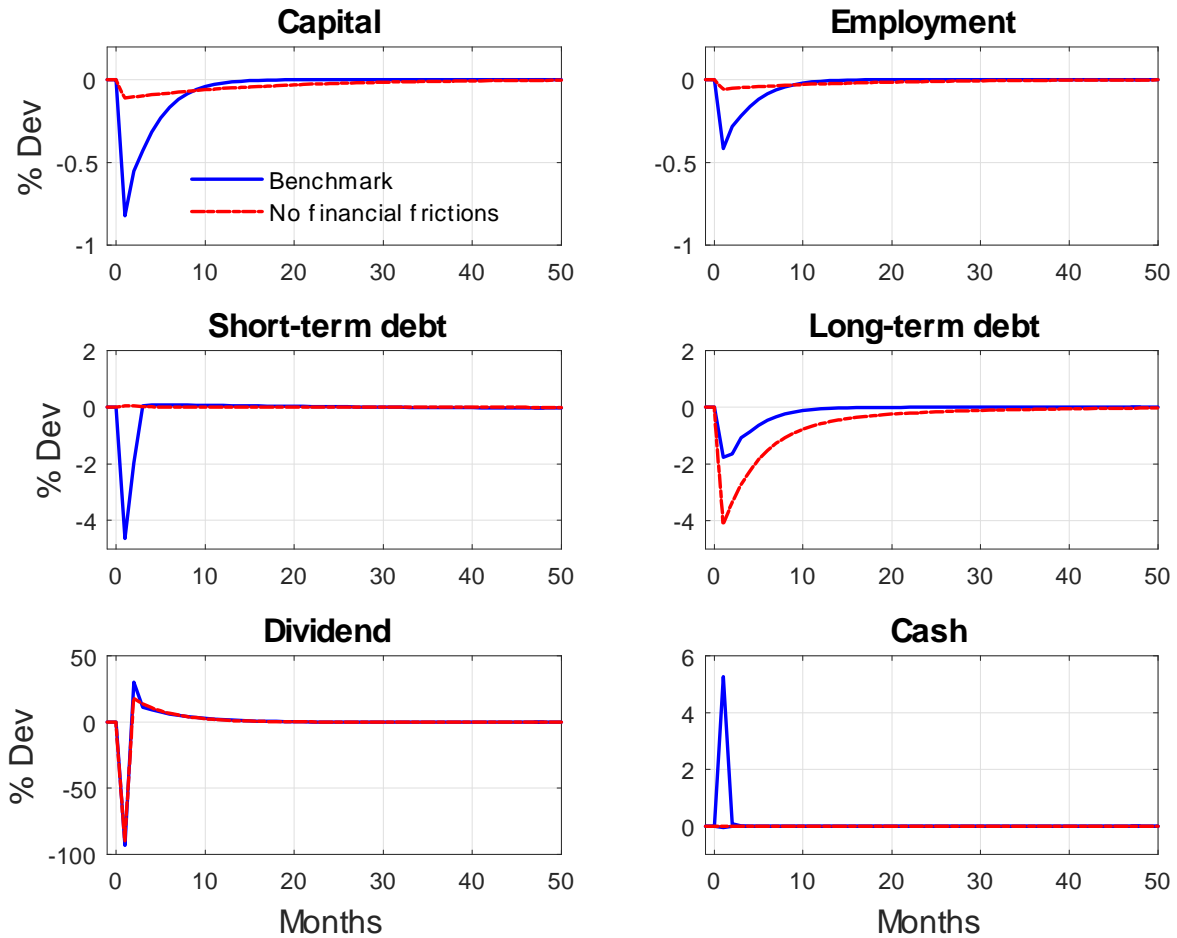 Capital
Employment
0
-0.5
-1
% Dev
Benchmark
No financial frictions
0 10 20 30 40 50
0
-0.5
-1
0 10 20 30 40 50
Short-term debt
Long-term debt
2
0
-2
-4
% Dev
0 10 20 30 40 50
2
0
-2
-4
0 10 20 30 40 50
Dividend
Cash
50
0
-50
-100
% Dev
0 10 20 30 40 50
Months
6
4
2
0
0 10 20 30 40 50
Months